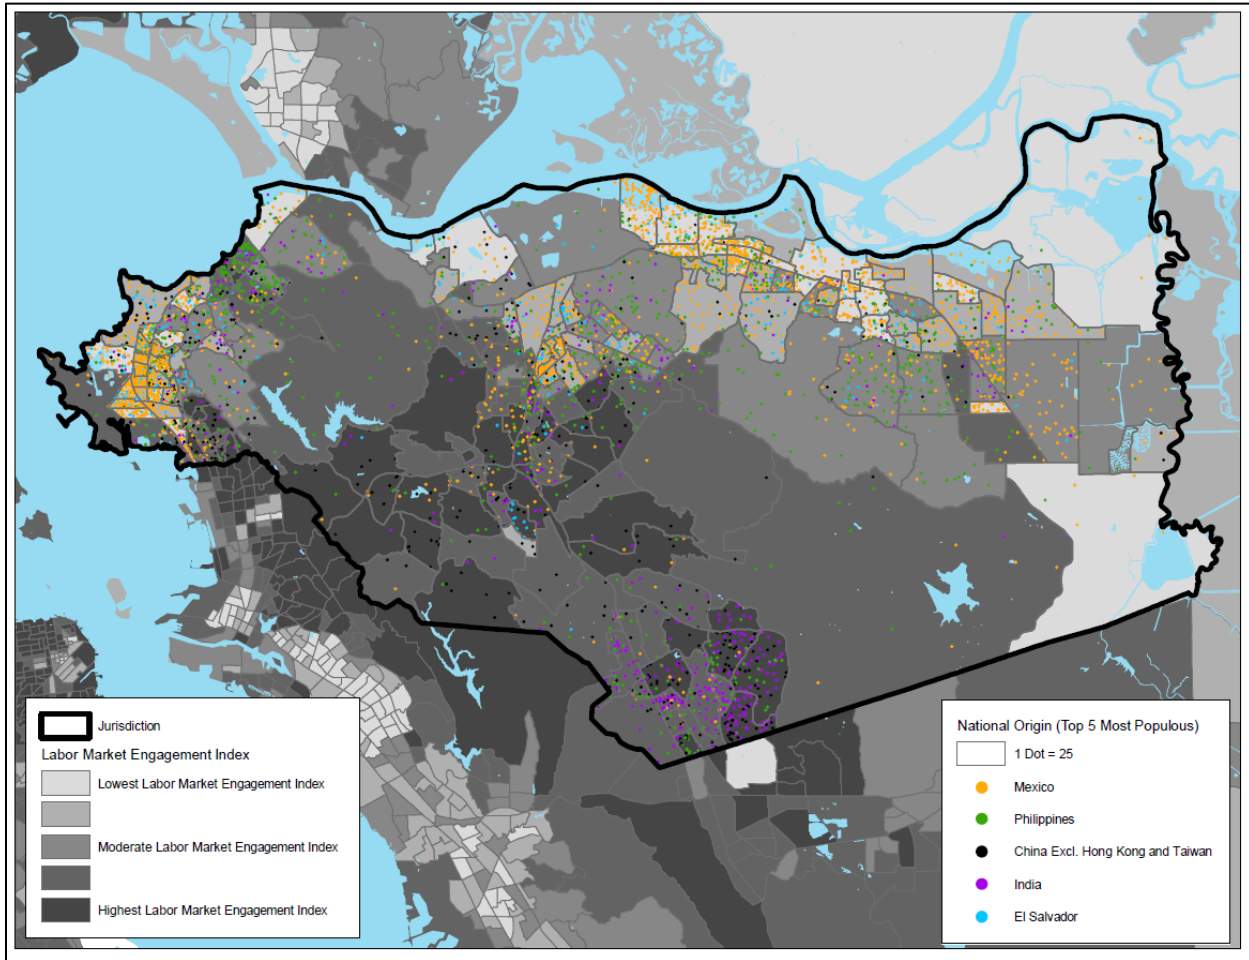 Jurisdiction
Labor Market Engagement Index
Lowest Labor Market Engagement Index
Moderate Labor Market Engagement Index
Highest Labor Market Engagement Index
National Origin (Top 5 Most Populous)
1 Dot = 25
Mexico
Philippines
China Excl. Hong Kong and Taiwan
India
El Salvador